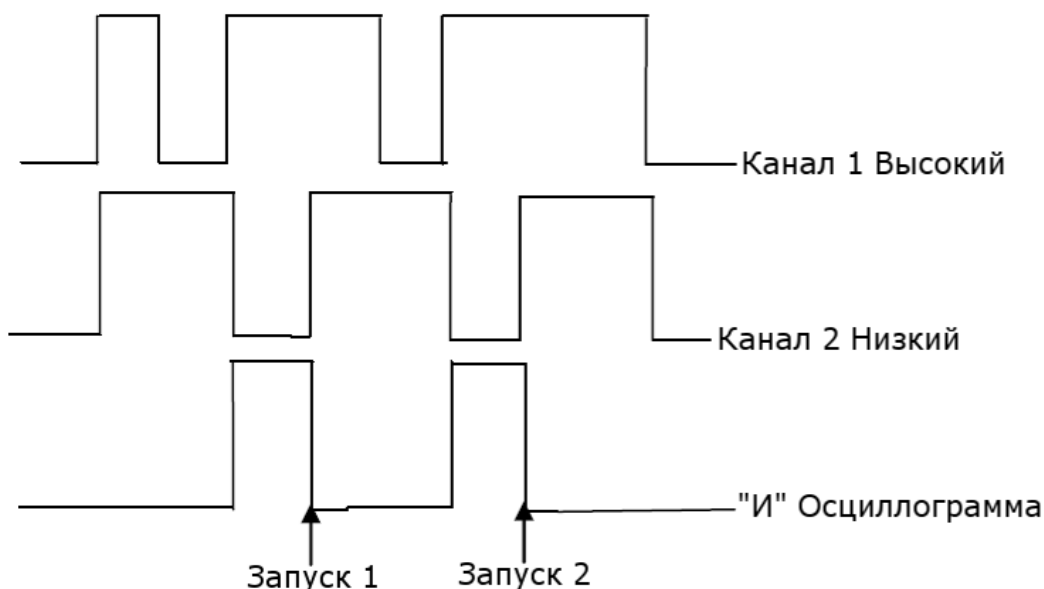 Канал 1 Высокий
Канал 2 Низкий
"И" Осциллограмма
Запуск 1
Запуск 2